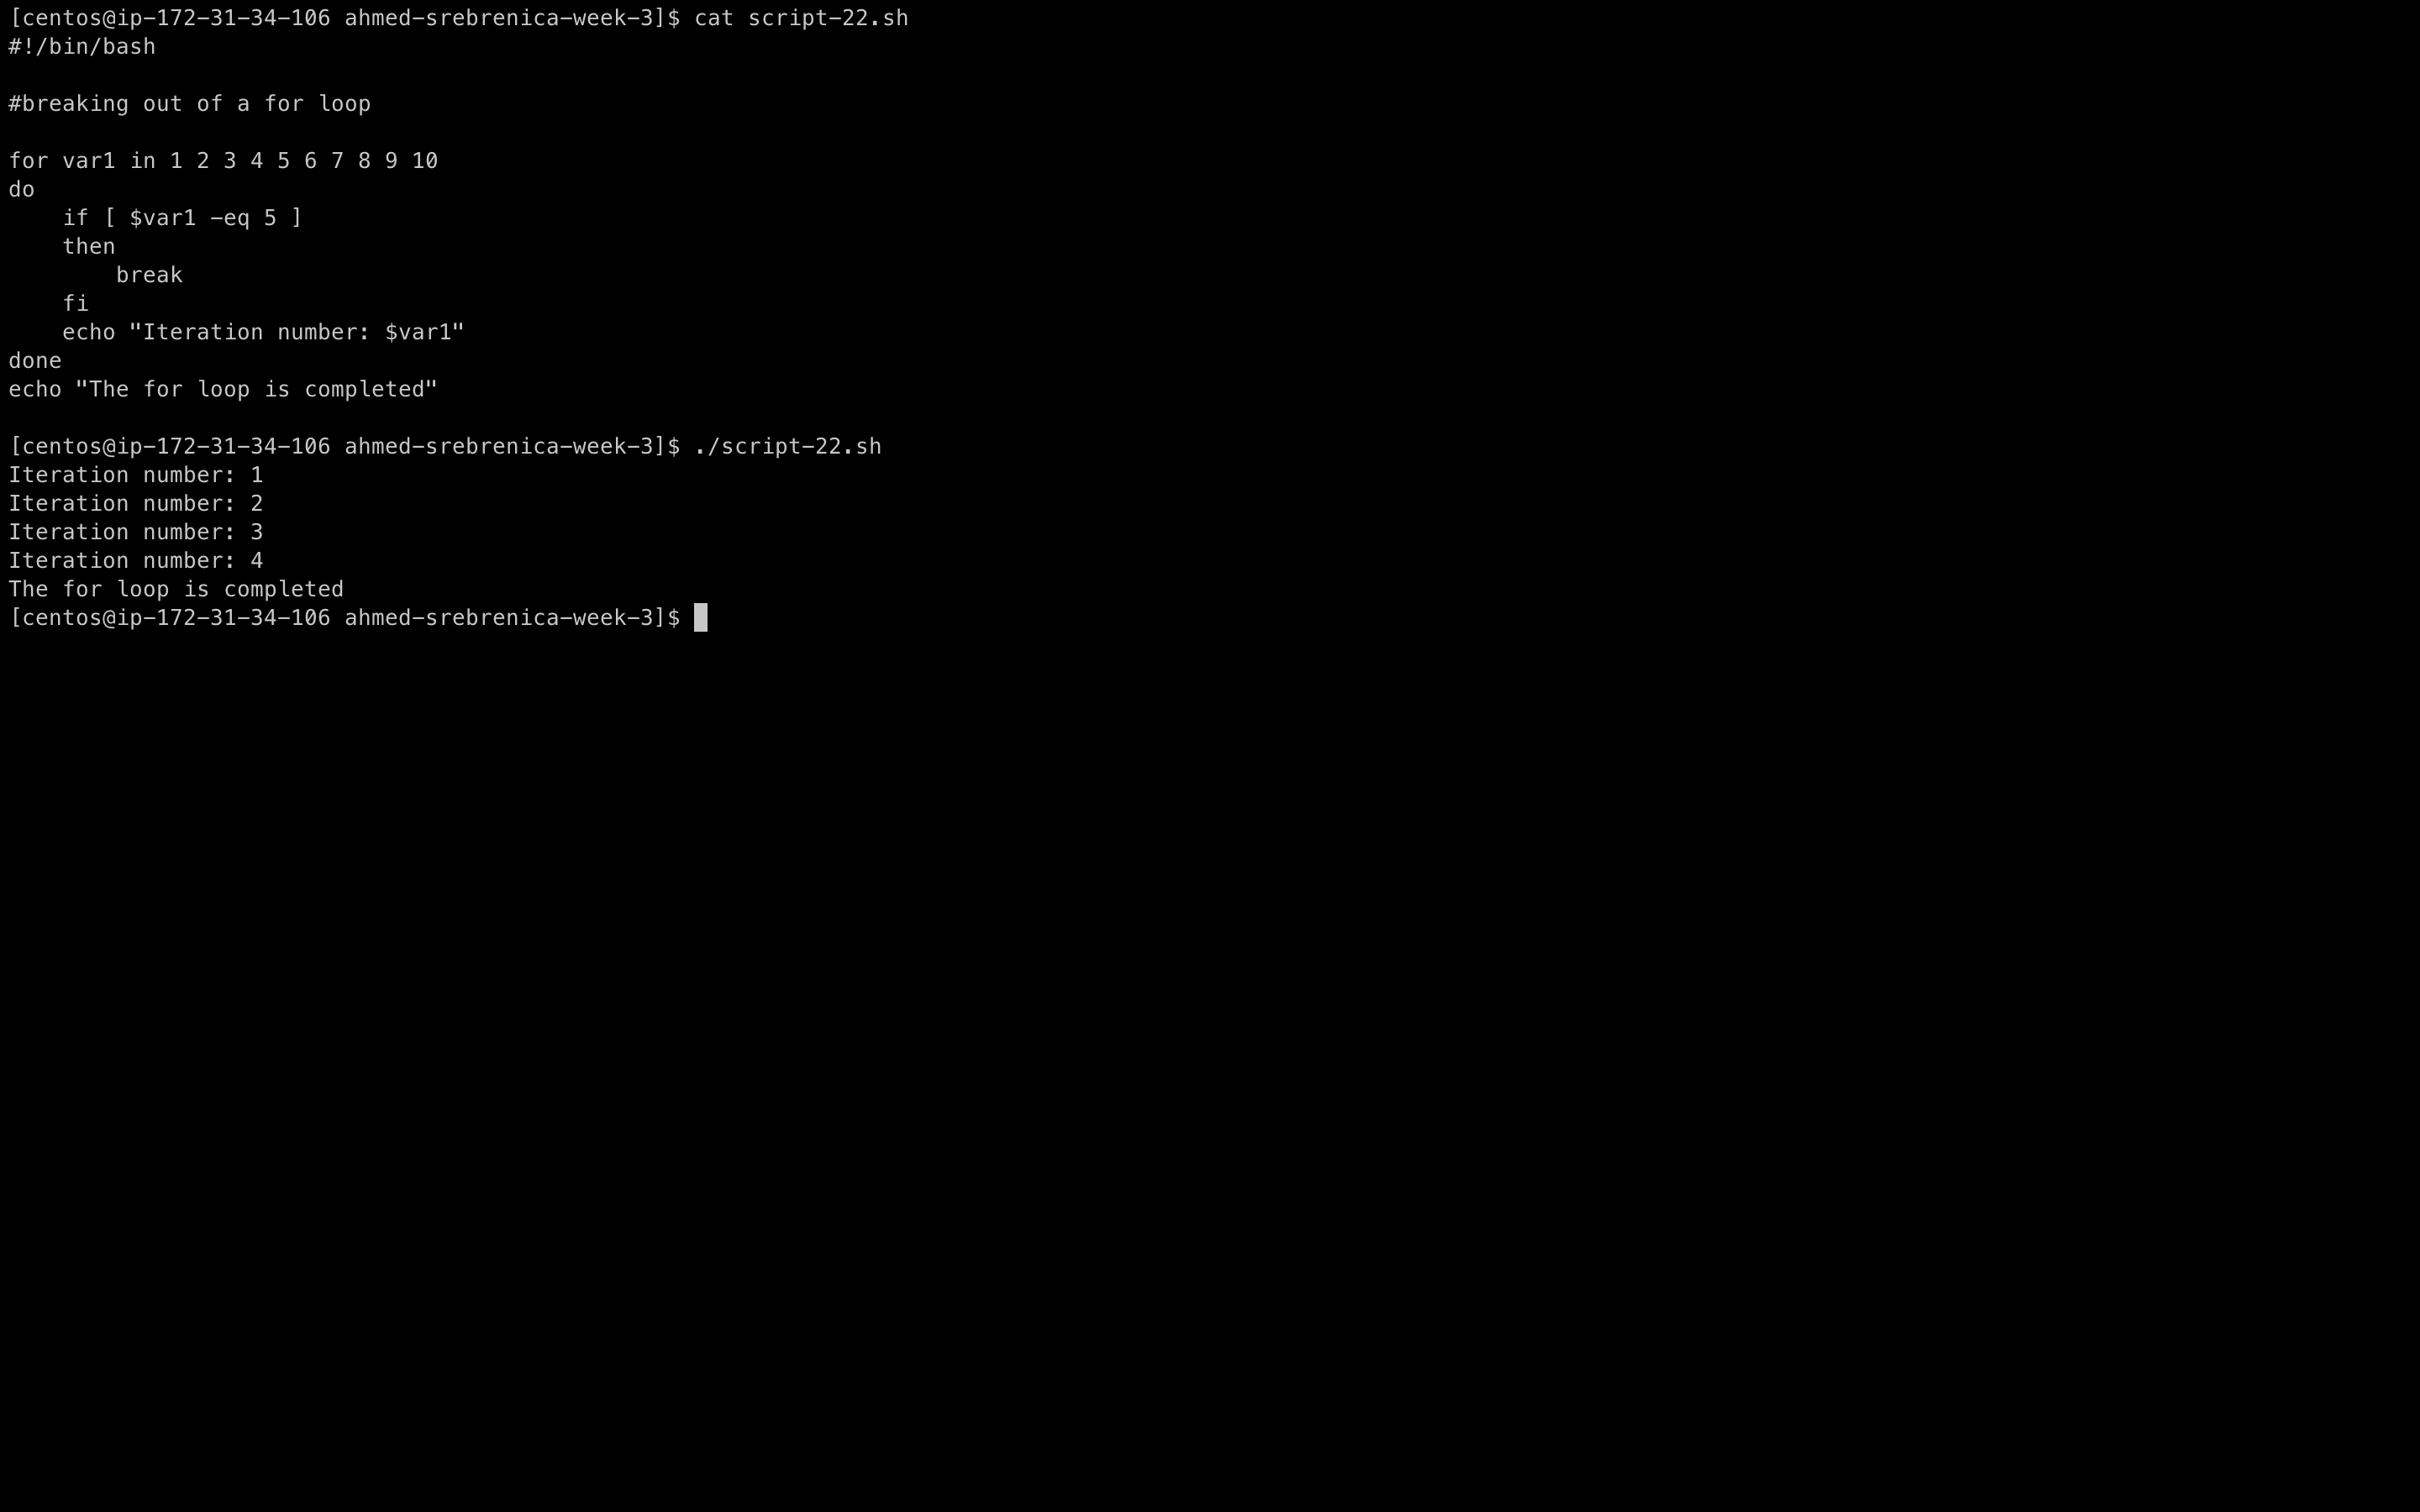 [centos@ip-172-31-34-106 ahmed-srebrenica-week-3]$ cat script-22.sh
#!/bin/bash

#breaking out of a for loop

for var1 in 1 2 3 4 5 6 7 8 9 10
do
    if [ $var1 -eq 5 ]
    then
        break
    fi
    echo "Iteration number: $var1"
done
echo "The for loop is completed"

[centos@ip-172-31-34-106 ahmed-srebrenica-week-3]$ ./script-22.sh
Iteration number: 1
Iteration number: 2
Iteration number: 3
Iteration number: 4
The for loop is completed
[centos@ip-172-31-34-106 ahmed-srebrenica-week-3]$